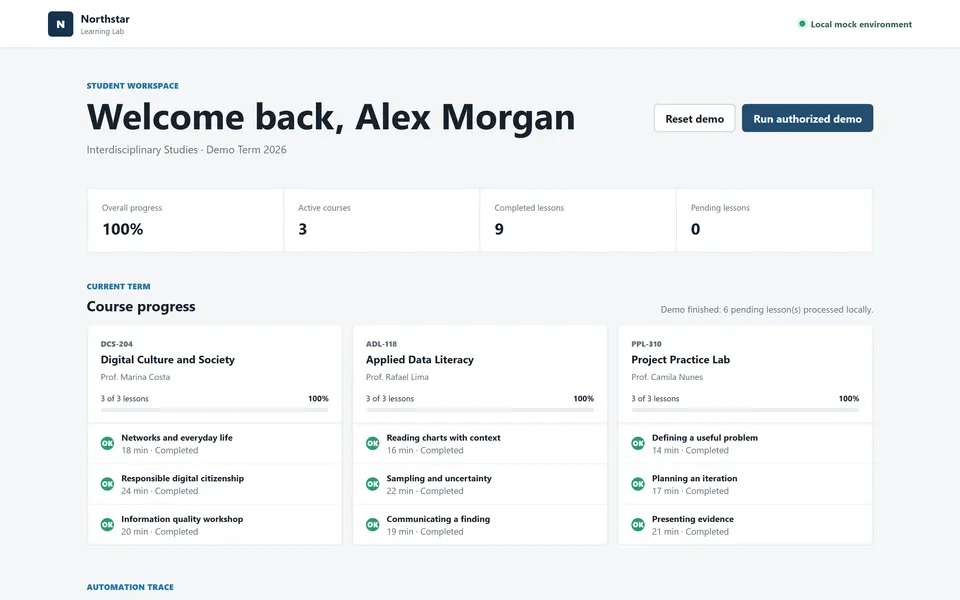 N
Northstar
Learning Lab
Local mock environment
STUDENT WORKSPACE
Welcome back, Alex Morgan
Interdisciplinary Studies · Demo Term 2026
Reset demo
Run authorized demo
Overall progress
100%
Active courses
3
Completed lessons
9
Pending lessons
0
CURRENT TERM
Course progress
Demo finished: 6 pending lesson(s) processed locally.
DCS-204
Digital Culture and Society
Prof. Marina Costa
3 of 3 lessons 100%
OK Networks and everyday life
18 min · Completed
OK Responsible digital citizenship
24 min · Completed
OK Information quality workshop
20 min · Completed
ADL-118
Applied Data Literacy
Prof. Rafael Lima
3 of 3 lessons 100%
OK Reading charts with context
16 min · Completed
OK Sampling and uncertainty
22 min · Completed
OK Communicating a finding
19 min · Completed
PPL-310
Project Practice Lab
Prof. Camila Nunes
3 of 3 lessons 100%
OK Defining a useful problem
14 min · Completed
OK Planning an iteration
17 min · Completed
OK Presenting evidence
21 min · Completed
AUTOMATION TRACE